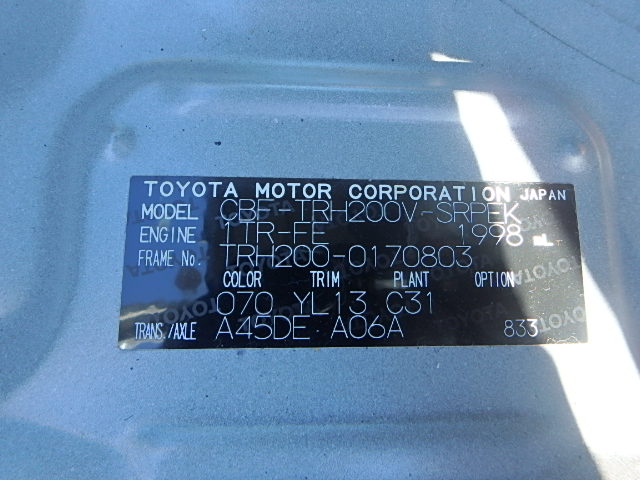 TOYOTA MOTOR CORPORATION JAPAN
MODEL CBF-TRH200V-SRPEK
ENGINE 1TR-FE 1998 mL
FRAME No. TRH200-0170803
COLOR TRIM PLANT OPTION
070 YL13 C31
TRANS./AXLE A45DE A06A 833